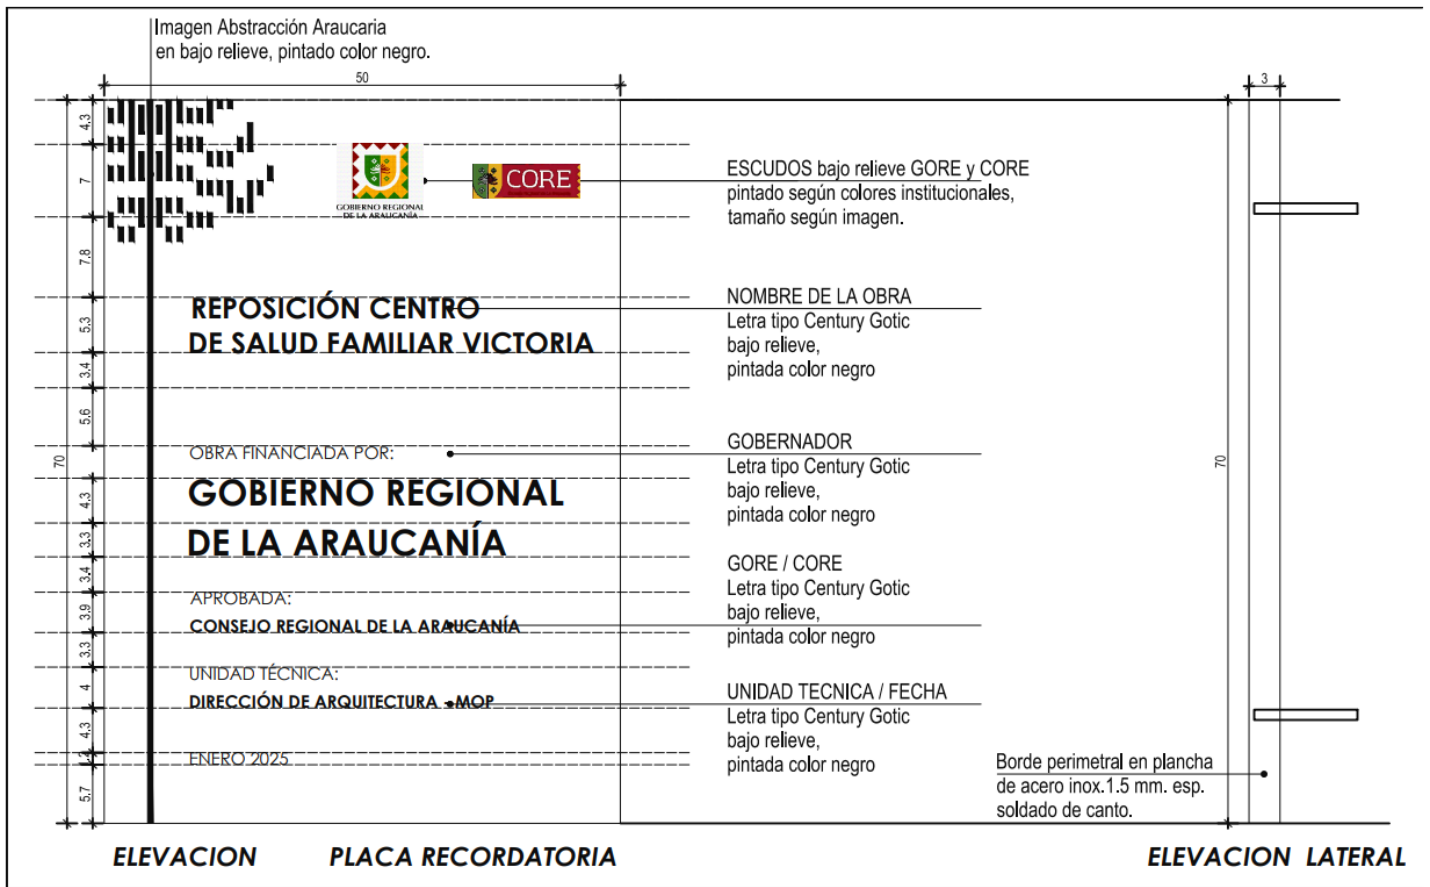 Imagen Abstracción Araucaria
en bajo relieve, pintado color negro.
50
3
4.3
7
7.8
5.3
3.4
5.6
4.3
3.3
3.4
3.9
3.3
4
4.3
5.7
70
70
GOBIERNO REGIONAL
DE LA ARAUCANÍA
CORE
ESCUDOS bajo relieve GORE y CORE
pintado según colores institucionales,
tamaño según imagen.
REPOSICIÓN CENTRO
DE SALUD FAMILIAR VICTORIA
NOMBRE DE LA OBRA
Letra tipo Century Gotic
bajo relieve,
pintada color negro
OBRA FINANCIADA POR:
GOBIERNO REGIONAL
DE LA ARAUCANÍA
GOBERNADOR
Letra tipo Century Gotic
bajo relieve,
pintada color negro
APROBADA:
CONSEJO REGIONAL DE LA ARAUCANÍA
GORE / CORE
Letra tipo Century Gotic
bajo relieve,
pintada color negro
UNIDAD TÉCNICA:
DIRECCIÓN DE ARQUITECTURA - MOP
ENERO 2025
UNIDAD TECNICA / FECHA
Letra tipo Century Gotic
bajo relieve,
pintada color negro
Borde perimetral en plancha
de acero inox.1.5 mm. esp.
soldado de canto.
ELEVACION PLACA RECORDATORIA
ELEVACION LATERAL